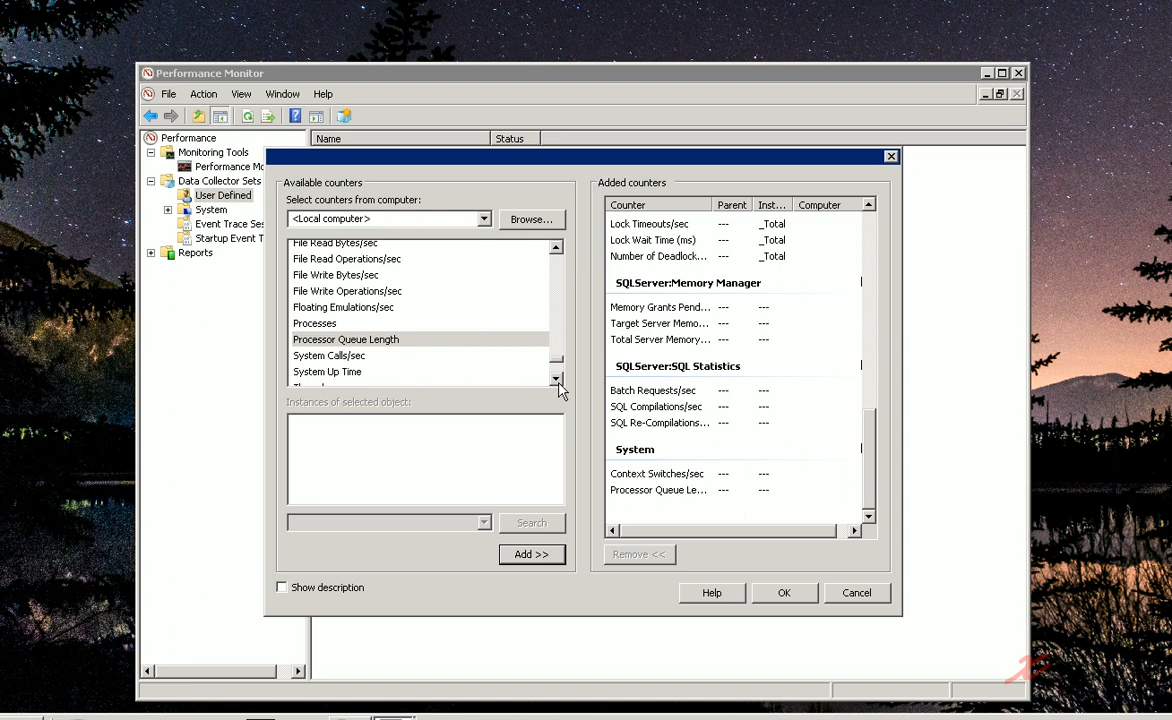 Performance Monitor
File Action View Window Help
Performance
Monitoring Tools
Performance Mo
Data Collector Sets
User Defined
System
Event Trace Ses
Startup Event T
Reports
Name Status
Available counters
Select counters from computer:
<Local computer>
Browse...
File Read Bytes/sec
File Read Operations/sec
File Write Bytes/sec
File Write Operations/sec
Floating Emulations/sec
Processes
Processor Queue Length
System Calls/sec
System Up Time
Instances of selected object:
Search
Add >>
Show description
Added counters
Counter Parent Inst... Computer
Lock Timeouts/sec --- _Total
Lock Wait Time (ms) --- _Total
Number of Deadlock... --- _Total
SQLServer:Memory Manager
Memory Grants Pend... --- ---
Target Server Memo... --- ---
Total Server Memory... --- ---
SQLServer:SQL Statistics
Batch Requests/sec --- ---
SQL Compilations/sec --- ---
SQL Re-Compilations... --- ---
System
Context Switches/sec --- ---
Processor Queue Le... --- ---
Remove <<
Help OK Cancel